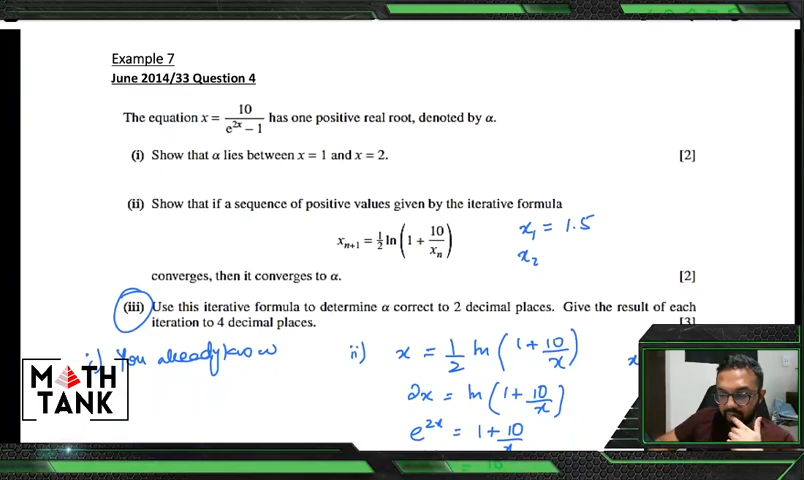 Example 7
June 2014/33 Question 4
The equation x = 10 / (e^{2x} − 1) has one positive real root, denoted by α.
(i) Show that α lies between x = 1 and x = 2. [2]
(ii) Show that if a sequence of positive values given by the iterative formula
x_{n+1} = ½ ln(1 + 10/x_n)
x₁ = 1.5
x₂
converges, then it converges to α. [2]
(iii) Use this iterative formula to determine α correct to 2 decimal places. Give the result of each
iteration to 4 decimal places. [3]
i) You already know
ii) x = 1/2 ln(1 + 10/x)
2x = ln(1 + 10/x)
e^{2x} = 1 + 10/x
MATH
TANK